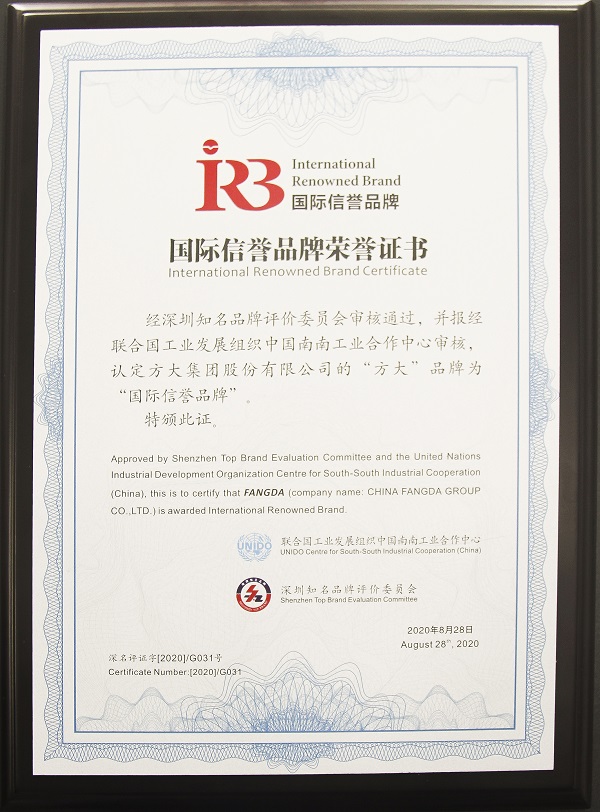 iRB
International
Renowned Brand
国际信誉品牌
国际信誉品牌荣誉证书
International Renowned Brand Certificate
经深圳知名品牌评价委员会审核通过，并报经
联合国工业发展组织中国南南工业合作中心审核，
认定方大集团股份有限公司的“方大”品牌为
“国际信誉品牌”。
特颁此证。
Approved by Shenzhen Top Brand Evaluation Committee and the United Nations
Industrial Development Organization Centre for South-South Industrial Cooperation
(China), this is to certify that FANGDA (company name: CHINA FANGDA GROUP
CO.,LTD.) is awarded International Renowned Brand.
UNIDO
联合国工业发展组织中国南南工业合作中心
UNIDO Centre for South-South Industrial Cooperation (China)
深圳知名品牌评价委员会
Shenzhen Top Brand Evaluation Committee
2020年8月28日
August 28th, 2020
深名评证字[2020]/G031号
Certificate Number:[2020]/G031